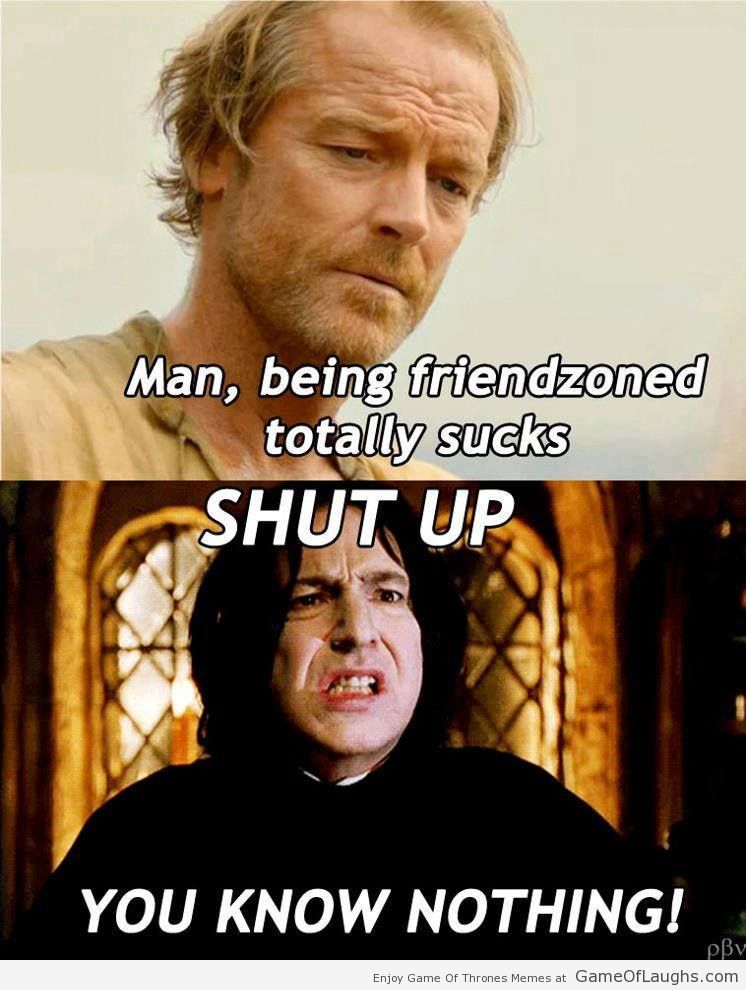 Man, being friendzoned
totally sucks
SHUT UP
YOU KNOW NOTHING!
ρβν
Enjoy Game Of Thrones Memes at GameOfLaughs.com